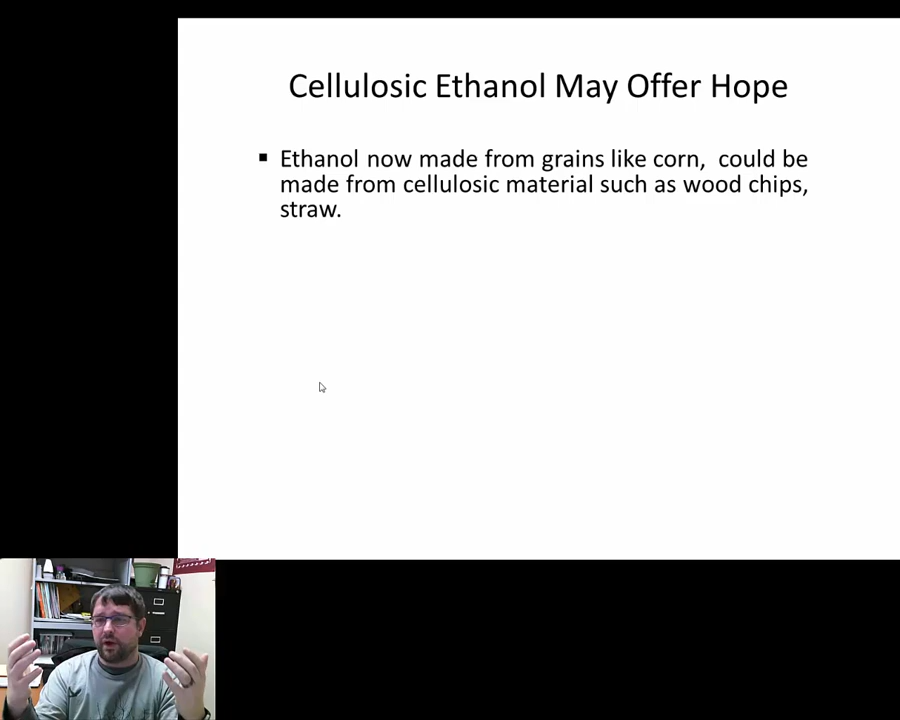 Cellulosic Ethanol May Offer Hope
▪ Ethanol now made from grains like corn, could be
made from cellulosic material such as wood chips,
straw.